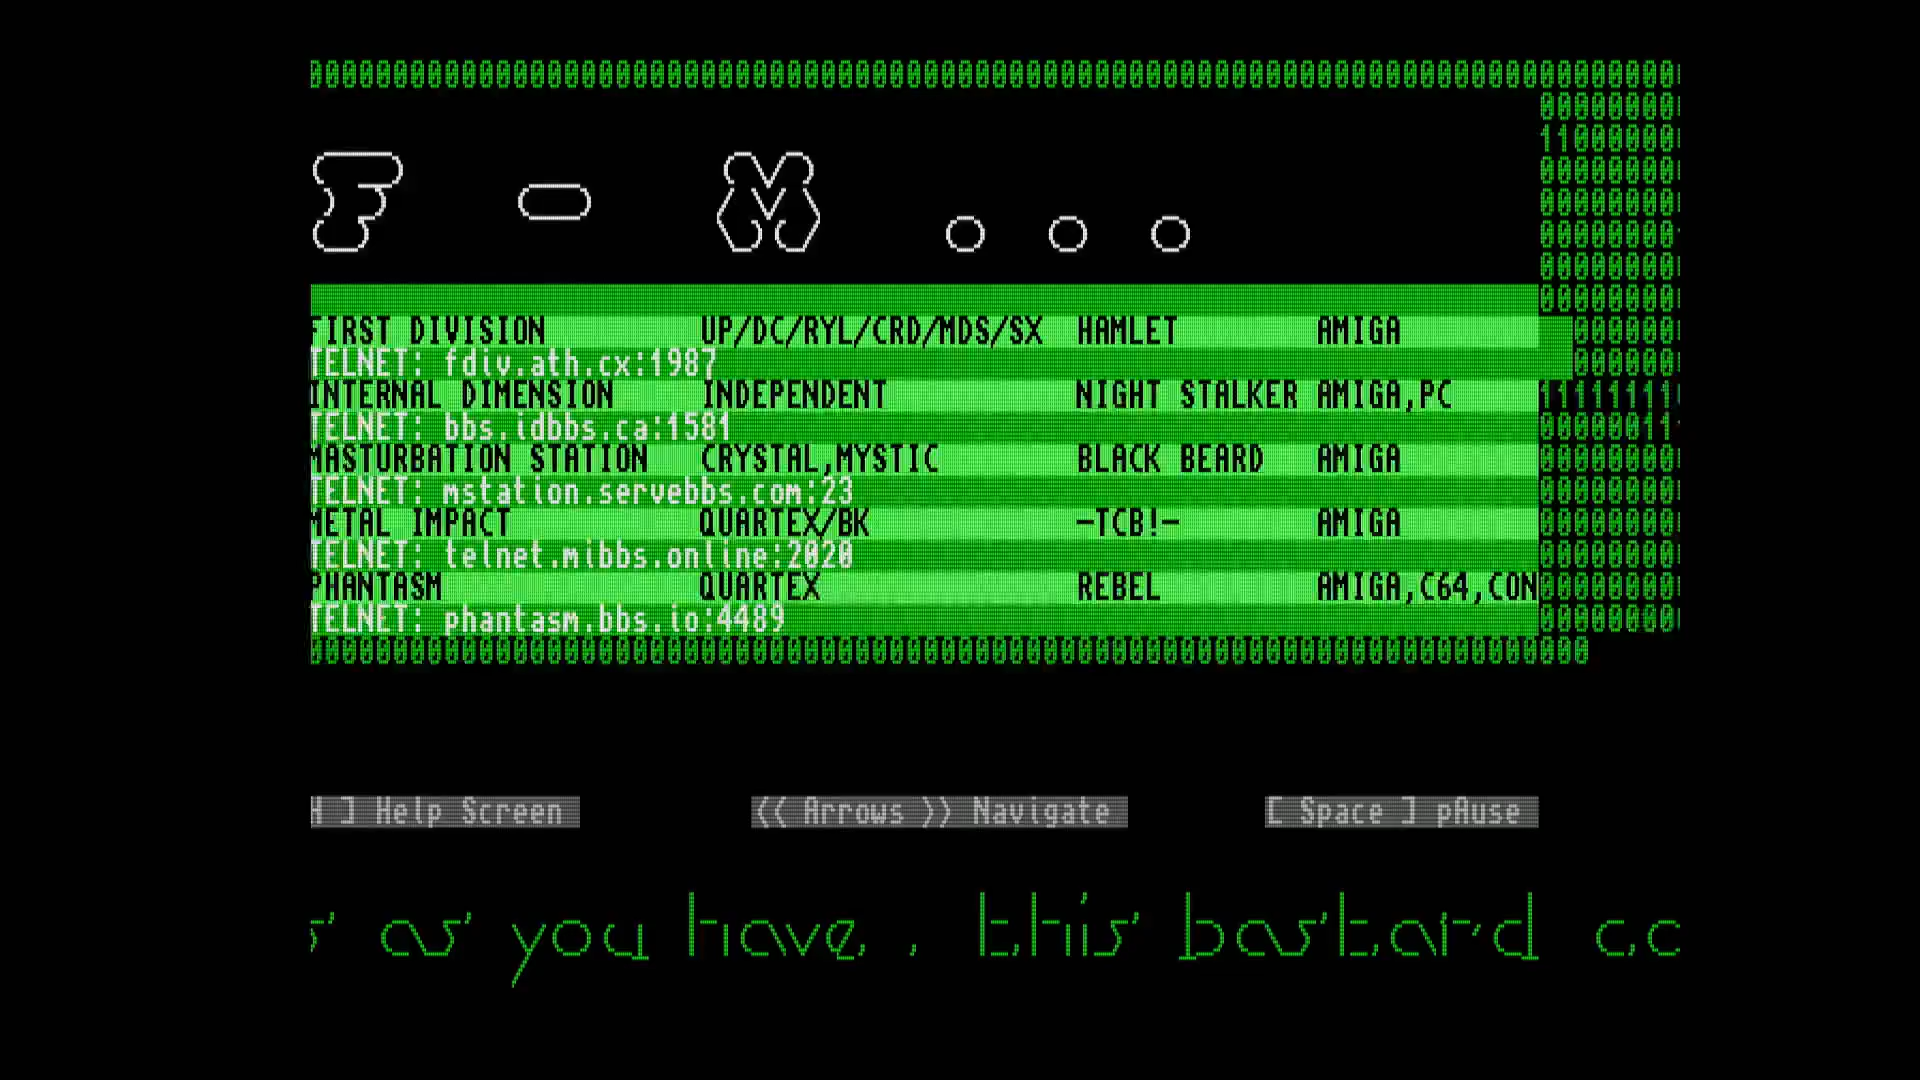 F - M ...
FIRST DIVISION UP/DC/RYL/CRD/MDS/SX HAMLET AMIGA
TELNET: fdiv.ath.cx:1987
INTERNAL DIMENSION INDEPENDENT NIGHT STALKER AMIGA,PC
TELNET: bbs.idbbs.ca:1581
MASTURBATION STATION CRYSTAL,MYSTIC BLACK BEARD AMIGA
TELNET: mstation.servebbs.com:23
METAL IMPACT QUARTEX/BK -TCB!- AMIGA
TELNET: telnet.mibbs.online:2020
PHANTASM QUARTEX REBEL AMIGA,C64,CON
TELNET: phantasm.bbs.io:4489
H ] Help Screen << Arrows >> Navigate [ Space ] pAuse
s as you have , this bastard co